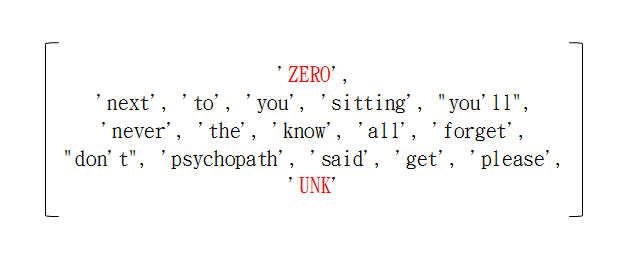 'ZERO',
'next', 'to', 'you', 'sitting', "you'll",
'never', 'the', 'know', 'all', 'forget',
"don't", 'psychopath', 'said', 'get', 'please',
'UNK'